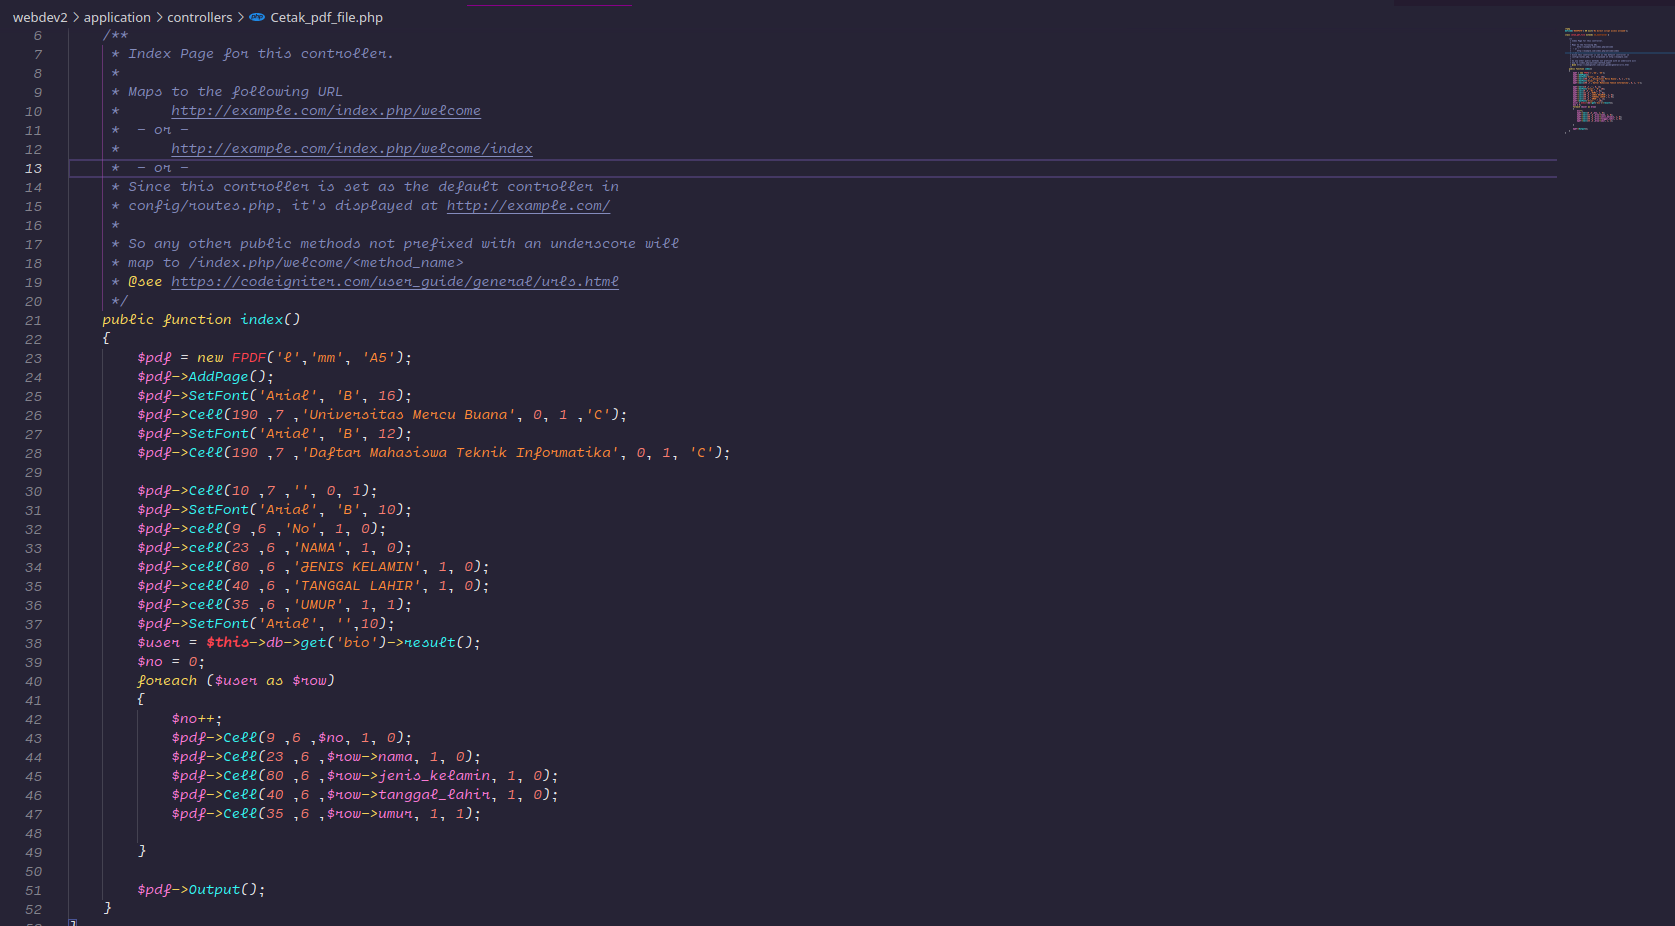 webdev2 > application > controllers > php Cetak_pdf_file.php
6 /**
7 * Index Page for this controller.
8 *
9 * Maps to the following URL
10 * http://example.com/index.php/welcome
11 * - or -
12 * http://example.com/index.php/welcome/index
13 * - or -
14 * Since this controller is set as the default controller in
15 * config/routes.php, it's displayed at http://example.com/
16 *
17 * So any other public methods not prefixed with an underscore will
18 * map to /index.php/welcome/<method_name>
19 * @see https://codeigniter.com/user_guide/general/urls.html
20 */
21 public function index()
22 {
23 $pdf = new FPDF('l','mm', 'A5');
24 $pdf->AddPage();
25 $pdf->SetFont('Arial', 'B', 16);
26 $pdf->Cell(190 ,7 ,'Universitas Mercu Buana', 0, 1 ,'C');
27 $pdf->SetFont('Arial', 'B', 12);
28 $pdf->Cell(190 ,7 ,'Daftar Mahasiswa Teknik Informatika', 0, 1, 'C');
29
30 $pdf->Cell(10 ,7 ,'', 0, 1);
31 $pdf->SetFont('Arial', 'B', 10);
32 $pdf->cell(9 ,6 ,'No', 1, 0);
33 $pdf->cell(23 ,6 ,'NAMA', 1, 0);
34 $pdf->cell(80 ,6 ,'JENIS KELAMIN', 1, 0);
35 $pdf->cell(40 ,6 ,'TANGGAL LAHIR', 1, 0);
36 $pdf->cell(35 ,6 ,'UMUR', 1, 1);
37 $pdf->SetFont('Arial', '',10);
38 $user = $this->db->get('bio')->result();
39 $no = 0;
40 foreach ($user as $row)
41 {
42 $no++;
43 $pdf->Cell(9 ,6 ,$no, 1, 0);
44 $pdf->Cell(23 ,6 ,$row->nama, 1, 0);
45 $pdf->Cell(80 ,6 ,$row->jenis_kelamin, 1, 0);
46 $pdf->Cell(40 ,6 ,$row->tanggal_lahir, 1, 0);
47 $pdf->Cell(35 ,6 ,$row->umur, 1, 1);
48
49 }
50
51 $pdf->Output();
52 }